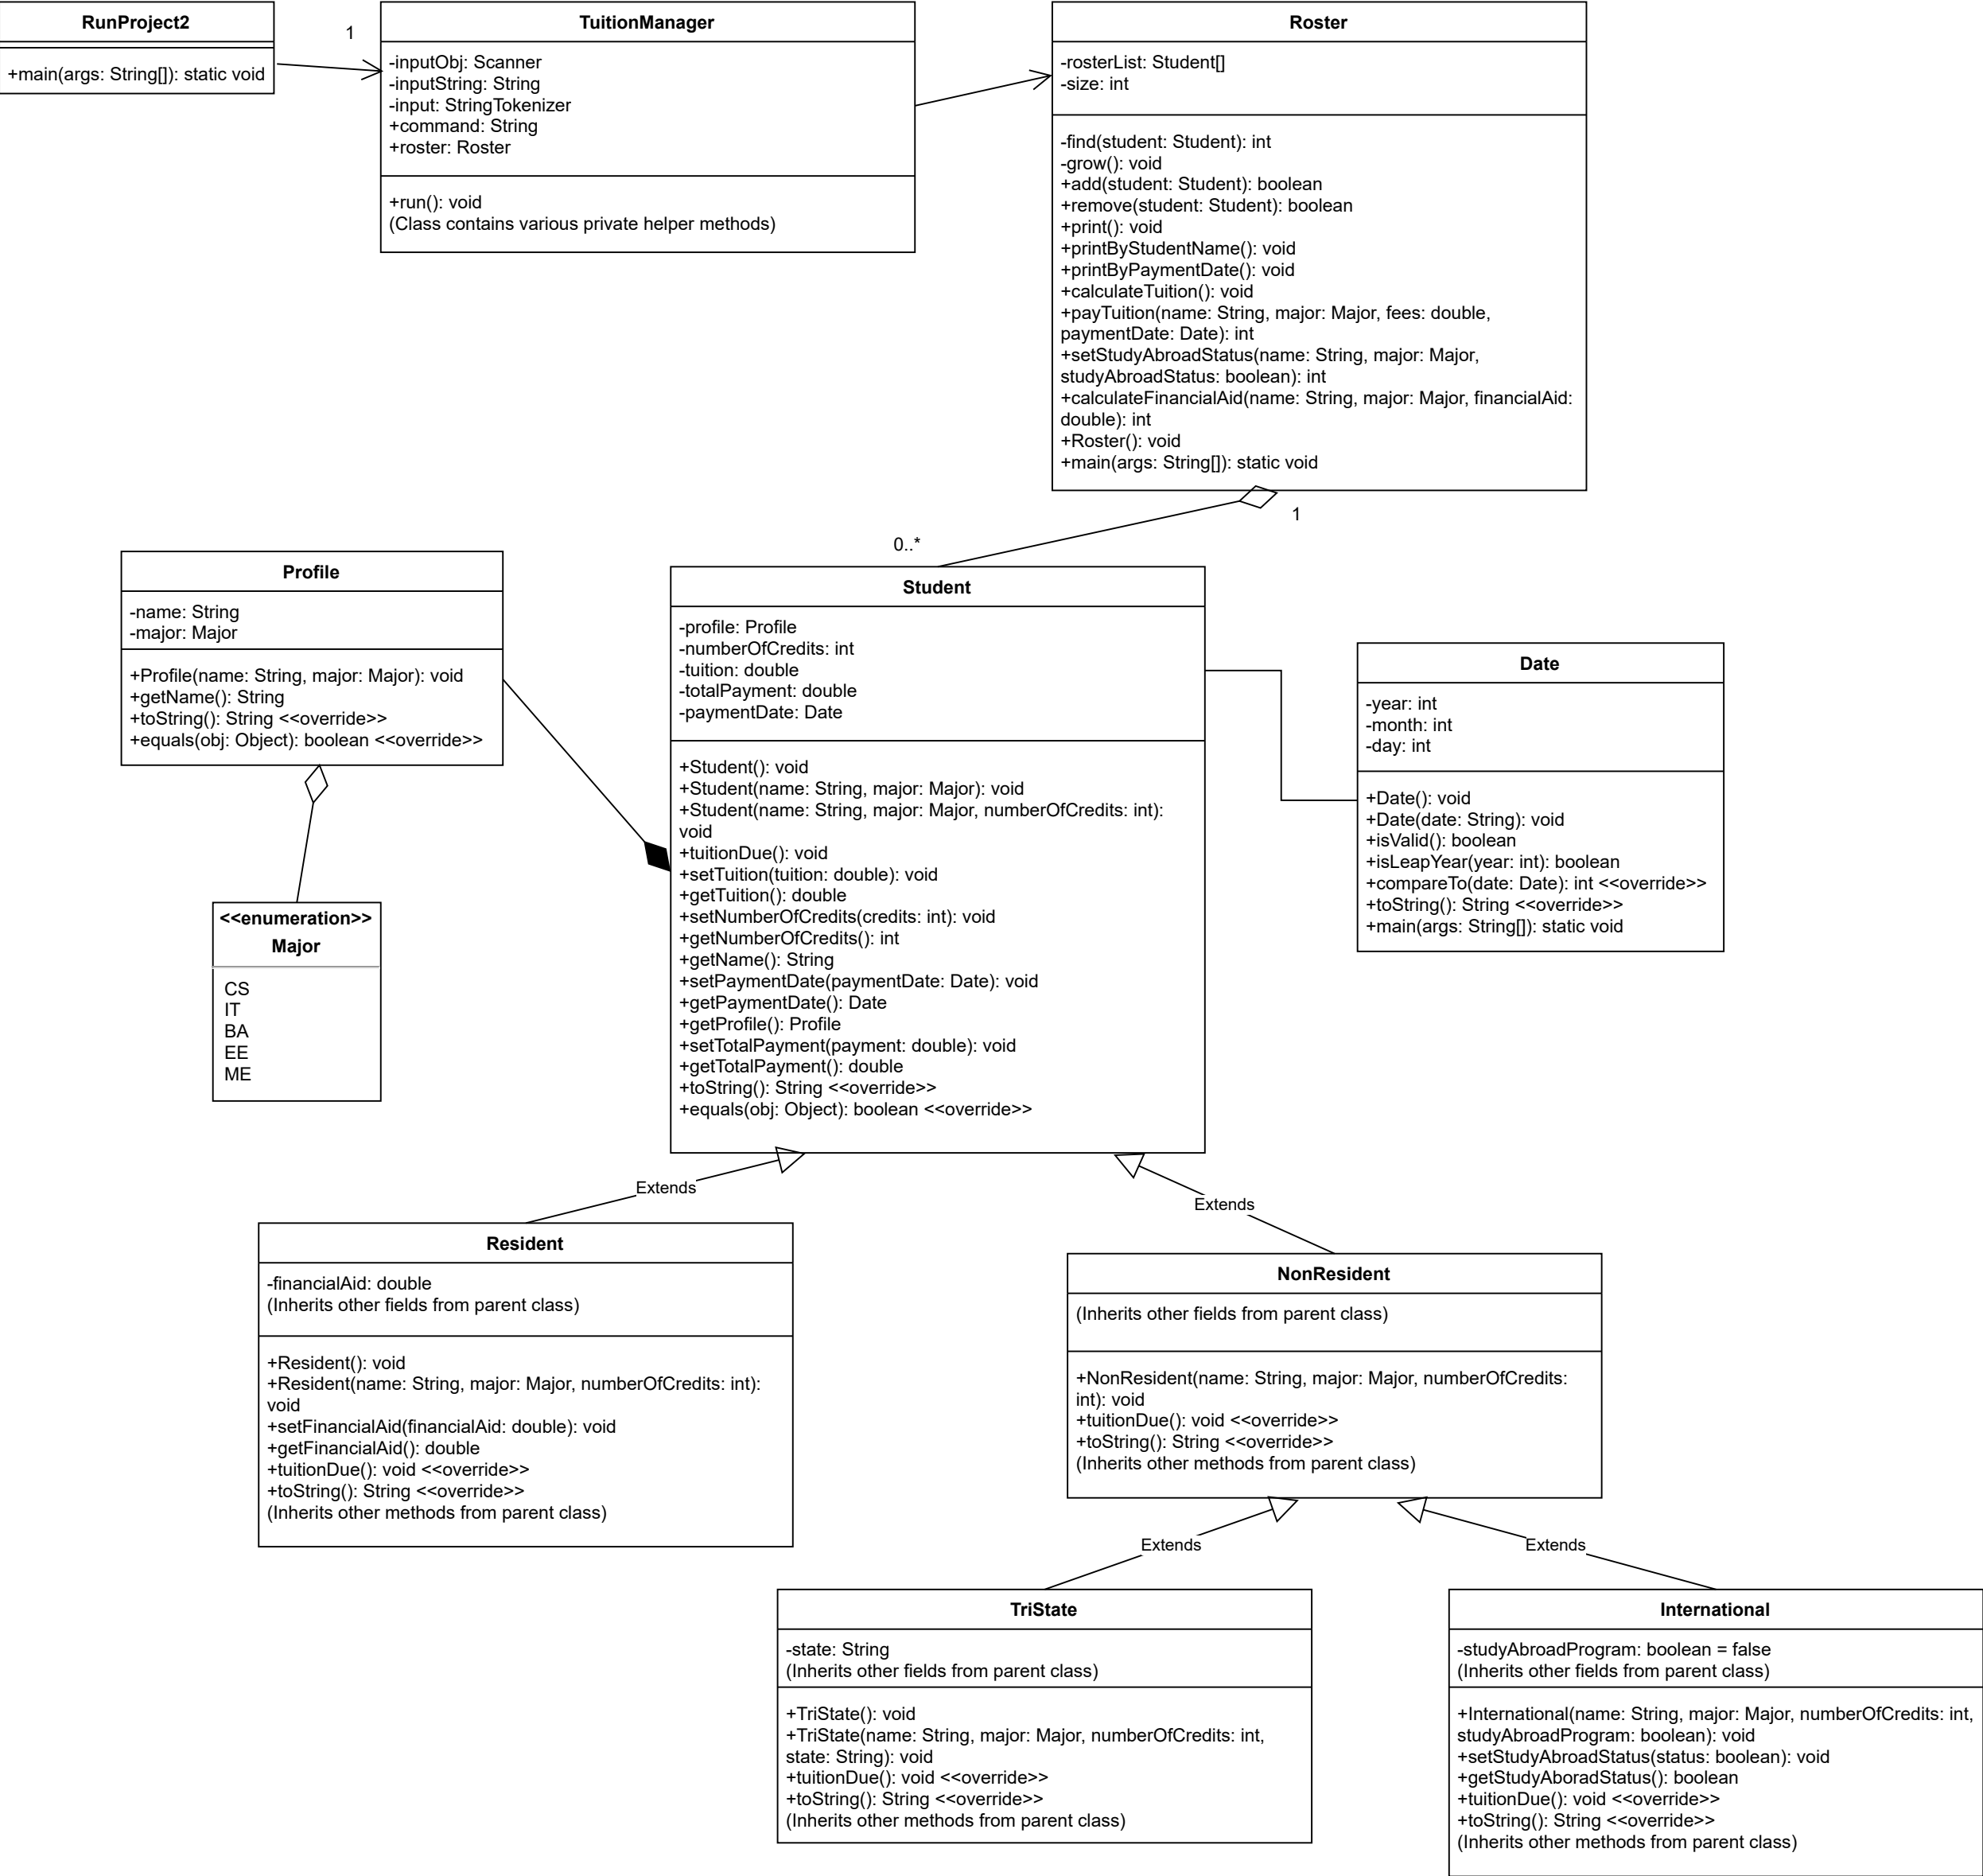 RunProject2
+main(args: String[]): static void
1
TuitionManager
-inputObj: Scanner
-inputString: String
-input: StringTokenizer
+command: String
+roster: Roster
+run(): void
(Class contains various private helper methods)
Roster
-rosterList: Student[]
-size: int
-find(student: Student): int
-grow(): void
+add(student: Student): boolean
+remove(student: Student): boolean
+print(): void
+printByStudentName(): void
+printByPaymentDate(): void
+calculateTuition(): void
+payTuition(name: String, major: Major, fees: double,
paymentDate: Date): int
+setStudyAbroadStatus(name: String, major: Major,
studyAbroadStatus: boolean): int
+calculateFinancialAid(name: String, major: Major, financialAid:
double): int
+Roster(): void
+main(args: String[]): static void
1
0..*
Profile
-name: String
-major: Major
+Profile(name: String, major: Major): void
+getName(): String
+toString(): String <<override>>
+equals(obj: Object): boolean <<override>>
<<enumeration>>
Major
CS
IT
BA
EE
ME
Student
-profile: Profile
-numberOfCredits: int
-tuition: double
-totalPayment: double
-paymentDate: Date
+Student(): void
+Student(name: String, major: Major): void
+Student(name: String, major: Major, numberOfCredits: int):
void
+tuitionDue(): void
+setTuition(tuition: double): void
+getTuition(): double
+setNumberOfCredits(credits: int): void
+getNumberOfCredits(): int
+getName(): String
+setPaymentDate(paymentDate: Date): void
+getPaymentDate(): Date
+getProfile(): Profile
+setTotalPayment(payment: double): void
+getTotalPayment(): double
+toString(): String <<override>>
+equals(obj: Object): boolean <<override>>
Date
-year: int
-month: int
-day: int
+Date(): void
+Date(date: String): void
+isValid(): boolean
+isLeapYear(year: int): boolean
+compareTo(date: Date): int <<override>>
+toString(): String <<override>>
+main(args: String[]): static void
Extends
Extends
Resident
-financialAid: double
(Inherits other fields from parent class)
+Resident(): void
+Resident(name: String, major: Major, numberOfCredits: int):
void
+setFinancialAid(financialAid: double): void
+getFinancialAid(): double
+tuitionDue(): void <<override>>
+toString(): String <<override>>
(Inherits other methods from parent class)
NonResident
(Inherits other fields from parent class)
+NonResident(name: String, major: Major, numberOfCredits:
int): void
+tuitionDue(): void <<override>>
+toString(): String <<override>>
(Inherits other methods from parent class)
Extends
Extends
TriState
-state: String
(Inherits other fields from parent class)
+TriState(): void
+TriState(name: String, major: Major, numberOfCredits: int,
state: String): void
+tuitionDue(): void <<override>>
+toString(): String <<override>>
(Inherits other methods from parent class)
International
-studyAbroadProgram: boolean = false
(Inherits other fields from parent class)
+International(name: String, major: Major, numberOfCredits: int,
studyAbroadProgram: boolean): void
+setStudyAbroadStatus(status: boolean): void
+getStudyAboradStatus(): boolean
+tuitionDue(): void <<override>>
+toString(): String <<override>>
(Inherits other methods from parent class)